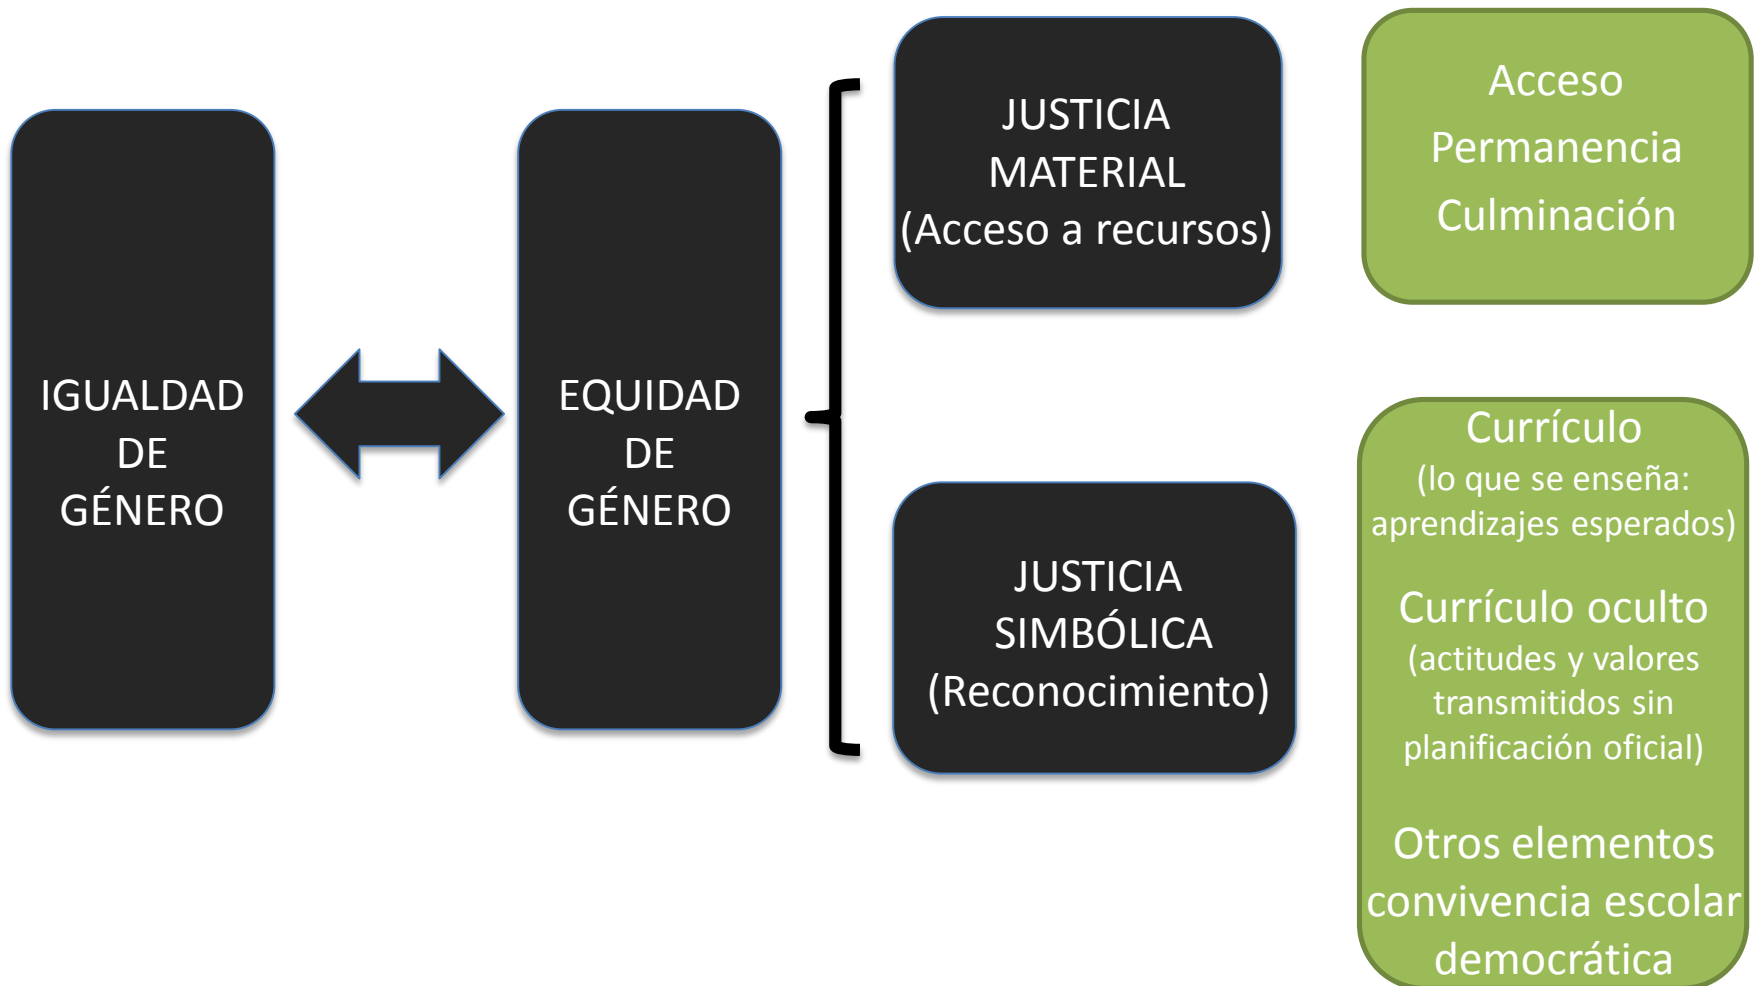 IGUALDAD
DE
GÉNERO
EQUIDAD
DE
GÉNERO
JUSTICIA
MATERIAL
(Acceso a recursos)
Acceso
Permanencia
Culminación
JUSTICIA
SIMBÓLICA
(Reconocimiento)
Currículo
(lo que se enseña:
aprendizajes esperados)
Currículo oculto
(actitudes y valores
transmitidos sin
planificación oficial)
Otros elementos
convivencia escolar
democrática